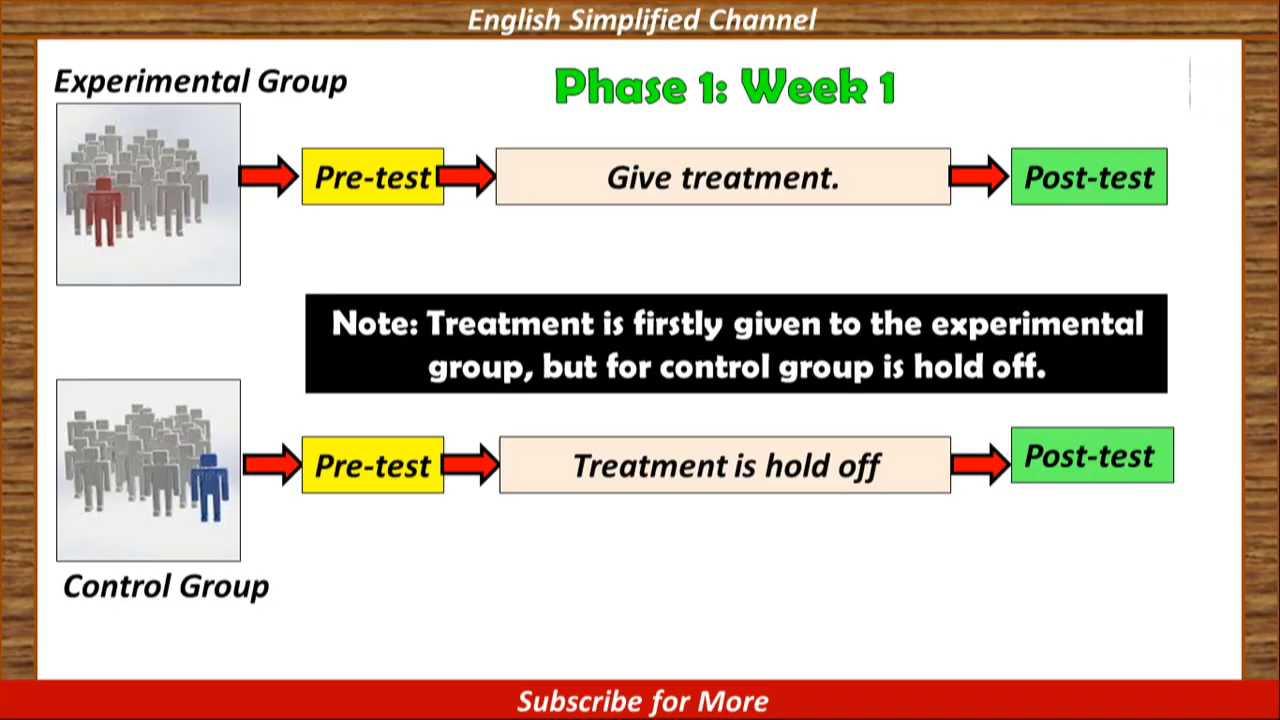 English Simplified Channel
Experimental Group
Phase 1: Week 1
Pre-test
Give treatment.
Post-test
Note: Treatment is firstly given to the experimental
group, but for control group is hold off.
Pre-test
Treatment is hold off
Post-test
Control Group
Subscribe for More